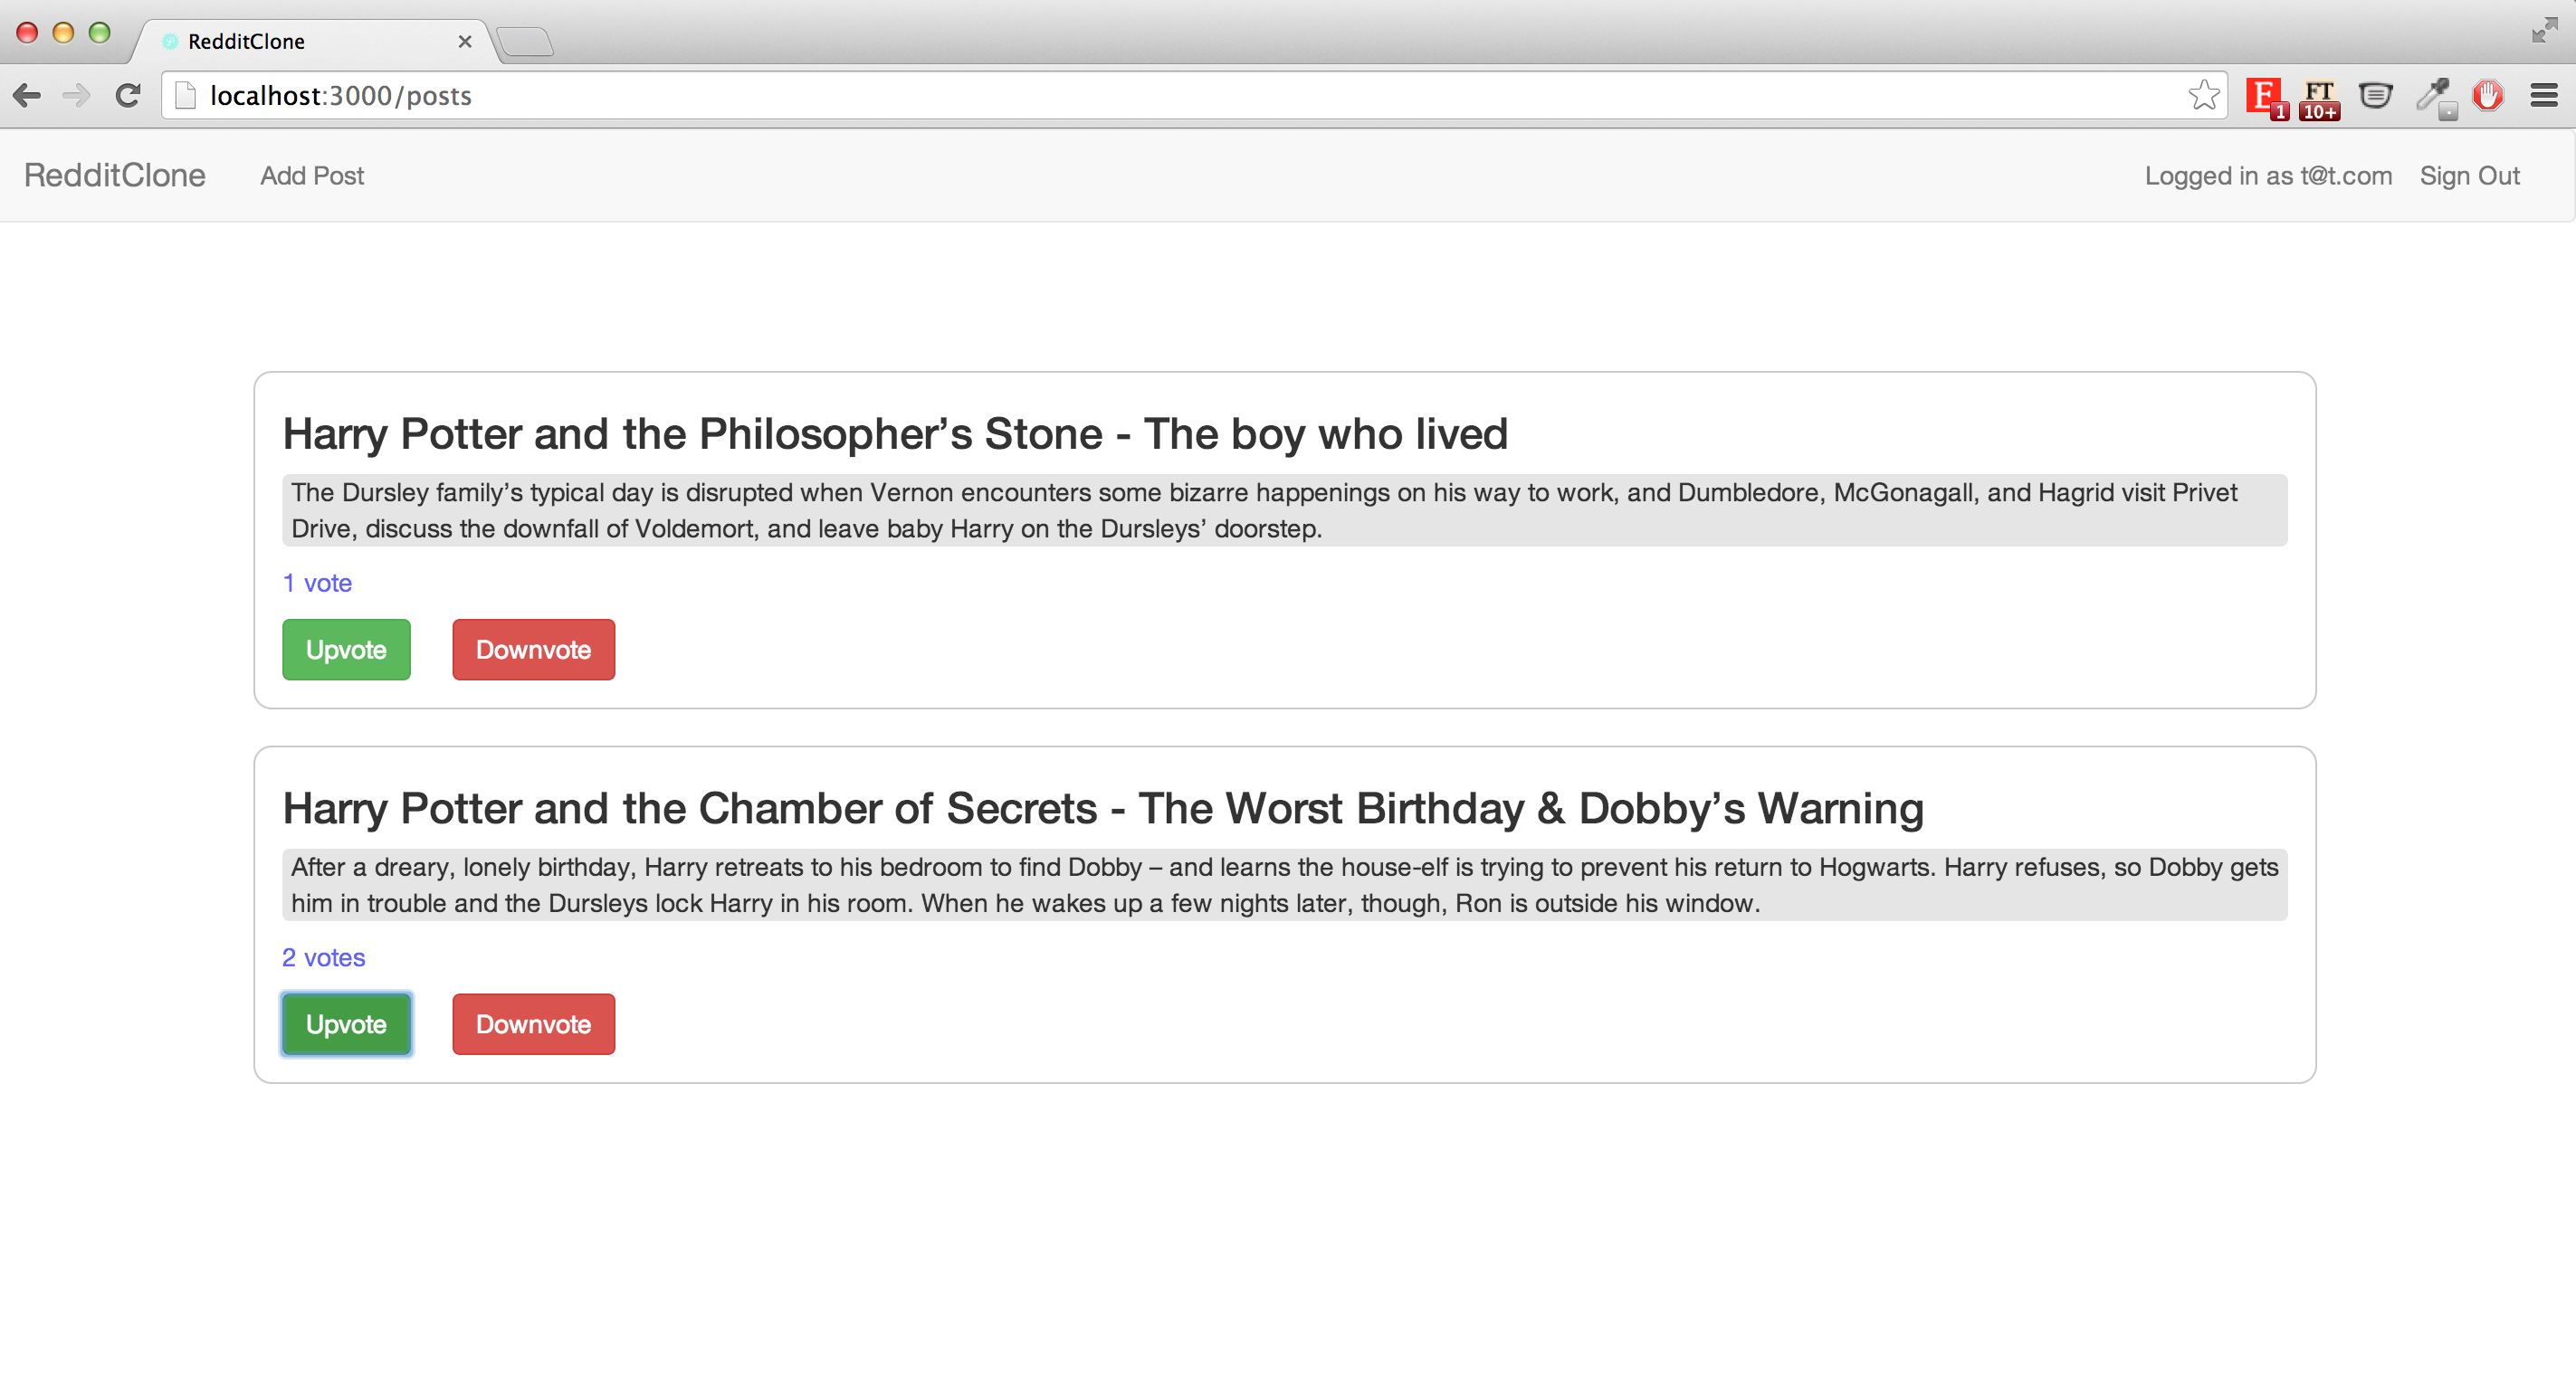 RedditClone
localhost:3000/posts
E 1
FT 10+
RedditClone Add Post Logged in as t@t.com Sign Out
Harry Potter and the Philosopher’s Stone - The boy who lived
The Dursley family’s typical day is disrupted when Vernon encounters some bizarre happenings on his way to work, and Dumbledore, McGonagall, and Hagrid visit Privet
Drive, discuss the downfall of Voldemort, and leave baby Harry on the Dursleys’ doorstep.
1 vote
Upvote Downvote
Harry Potter and the Chamber of Secrets - The Worst Birthday & Dobby’s Warning
After a dreary, lonely birthday, Harry retreats to his bedroom to find Dobby – and learns the house-elf is trying to prevent his return to Hogwarts. Harry refuses, so Dobby gets
him in trouble and the Dursleys lock Harry in his room. When he wakes up a few nights later, though, Ron is outside his window.
2 votes
Upvote Downvote